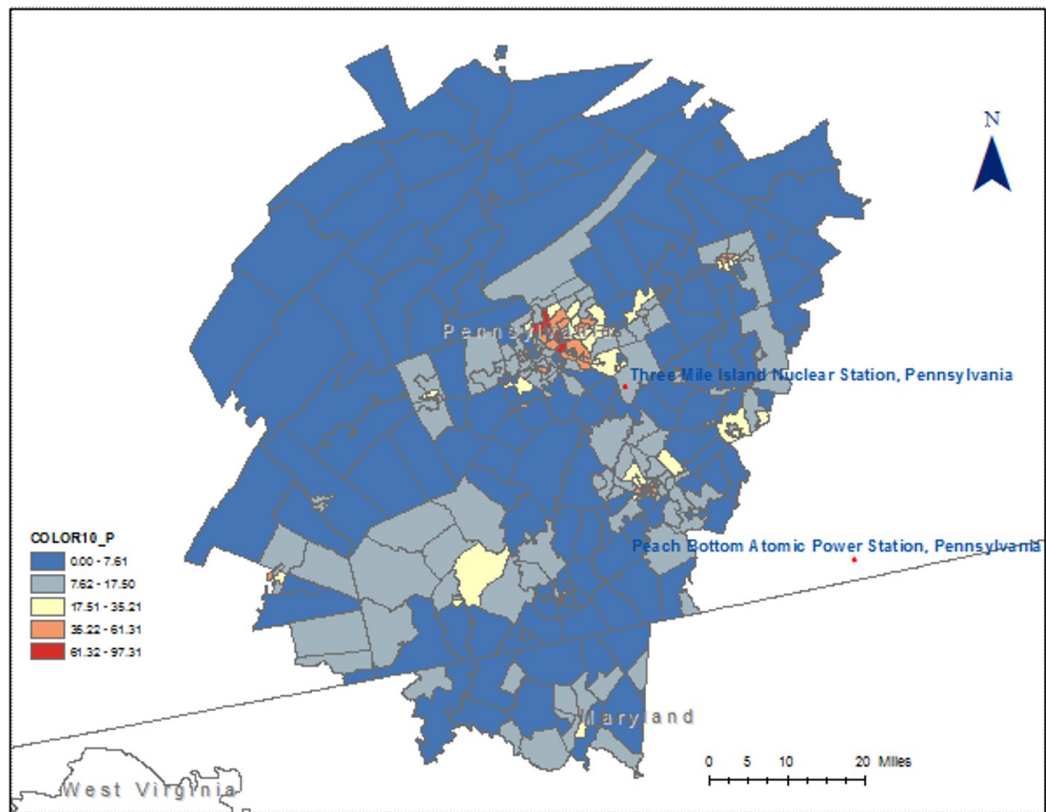 N
Pennsylvania
Three Mile Island Nuclear Station, Pennsylvania
COLOR10_P
0.00 - 7.61
7.62 - 17.50
17.51 - 35.21
35.22 - 61.31
61.32 - 97.31
Peach Bottom Atomic Power Station, Pennsylvania
Maryland
0 5 10 20 Miles
West Virginia